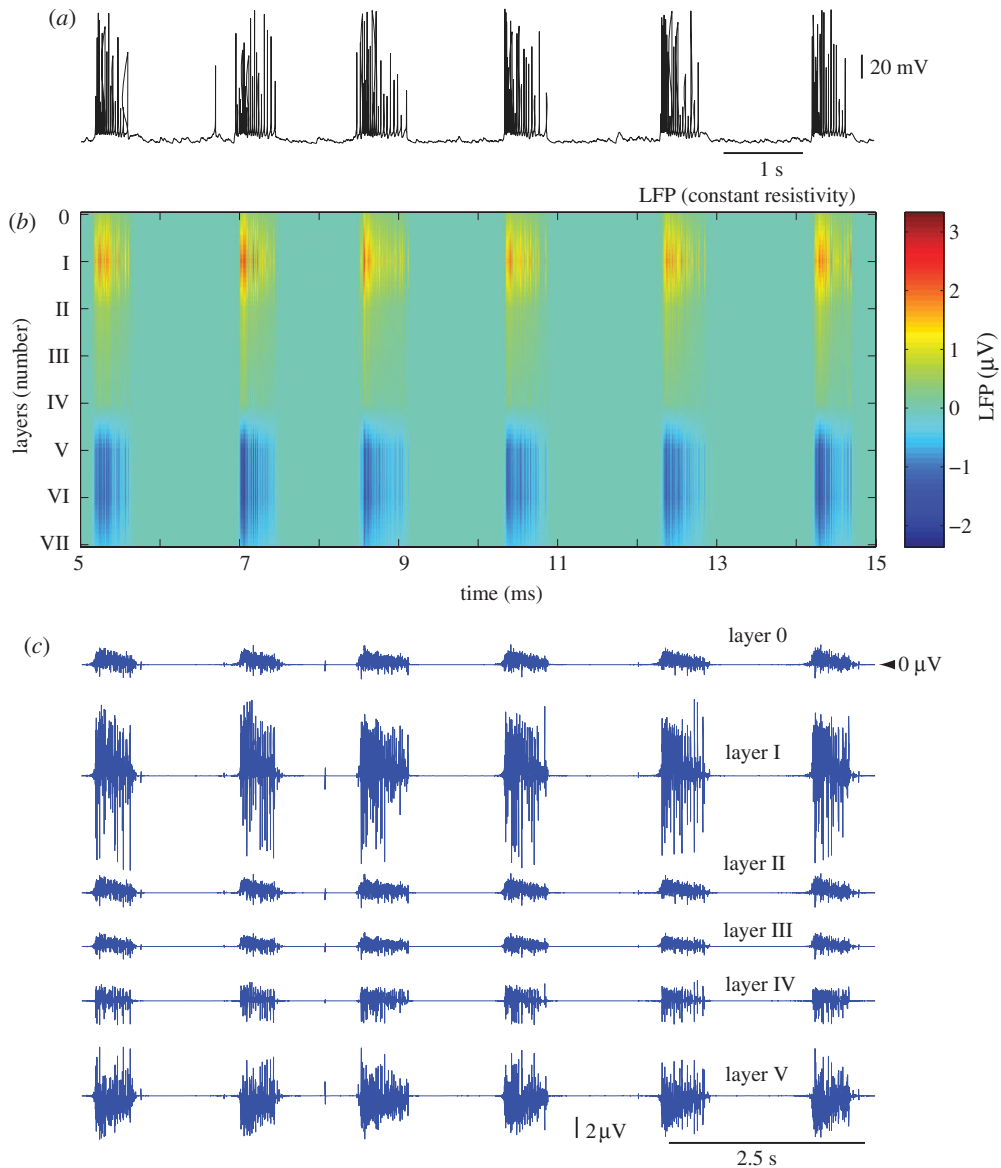 (a)
20 mV
1 s
LFP (constant resistivity)
(b)
0
I
II
III
IV
V
VI
VII
layers (number)
5
7
9
11
13
15
time (ms)
3
2
1
0
−1
−2
LFP (µV)
(c)
layer 0
0 µV
layer I
layer II
layer III
layer IV
layer V
2 µV
2.5 s